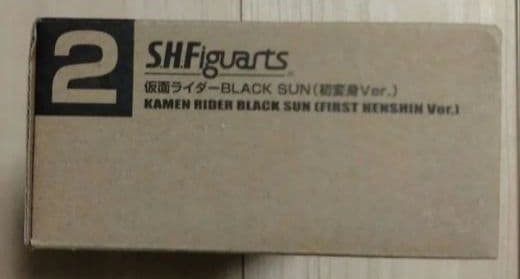 2
S.H.Figuarts
仮面ライダーBLACK SUN(初変身Ver.)
KAMEN RIDER BLACK SUN (FIRST HENSHIN Ver.)